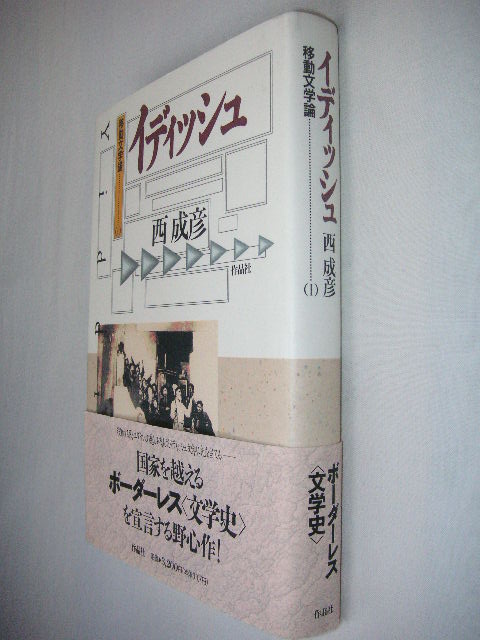 イディッシュ
移動文学論
西 成彦
作品社
国家を越える
ボーダーレス〈文学史〉
を宣言する野心作！
作品社
イディッシュ
移動文学論
(I)
西 成彦
ボーダーレス
〈文学史〉
作品社